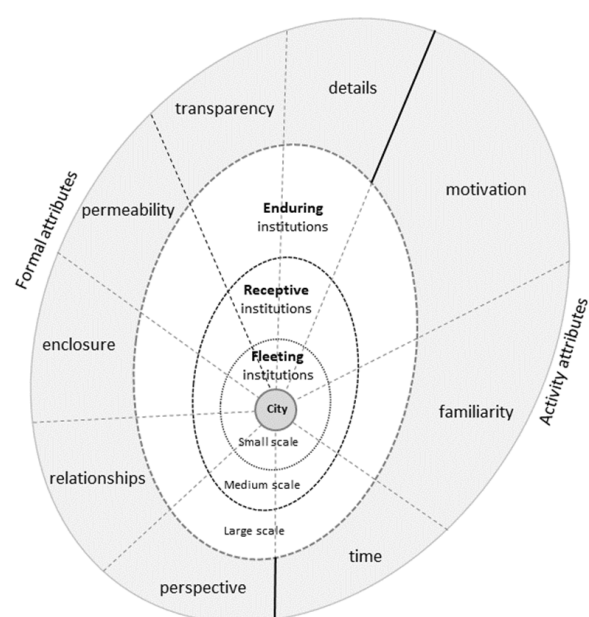 details
transparency
motivation
permeability
Formal attributes
Enduring
institutions
Receptive
institutions
enclosure
Fleeting
institutions
City
Activity attributes
familiarity
Small scale
relationships
Medium scale
Large scale
time
perspective